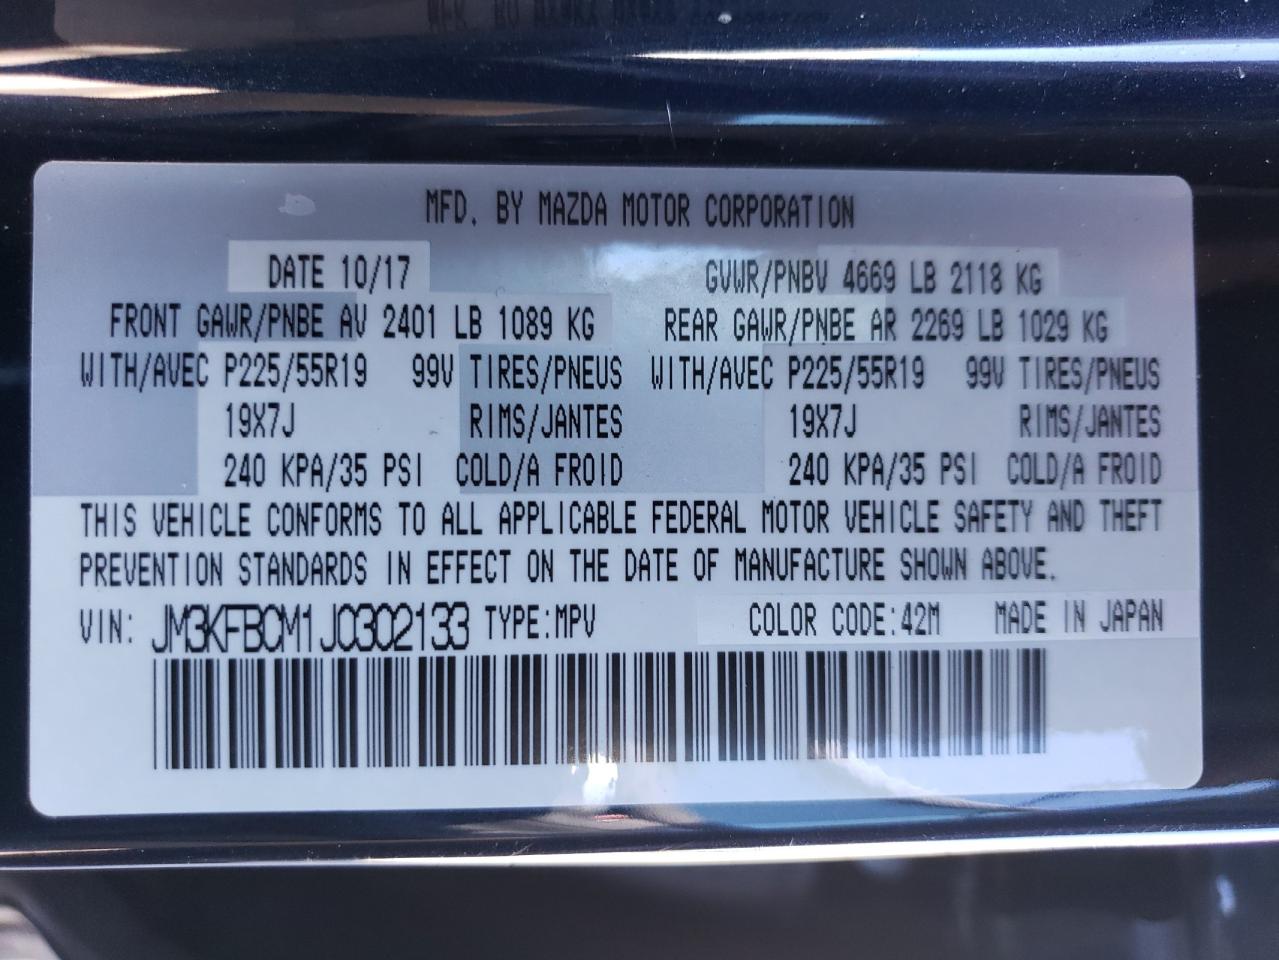 MFD. BY MAZDA MOTOR CORPORATION
DATE 10/17 GVWR/PNBV 4669 LB 2118 KG
FRONT GAWR/PNBE AV 2401 LB 1089 KG REAR GAWR/PNBE AR 2269 LB 1029 KG
WITH/AVEC P225/55R19 99V TIRES/PNEUS WITH/AVEC P225/55R19 99V TIRES/PNEUS
19X7J RIMS/JANTES 19X7J RIMS/JANTES
240 KPA/35 PSI COLD/A FROID 240 KPA/35 PSI COLD/A FROID
THIS VEHICLE CONFORMS TO ALL APPLICABLE FEDERAL MOTOR VEHICLE SAFETY AND THEFT
PREVENTION STANDARDS IN EFFECT ON THE DATE OF MANUFACTURE SHOWN ABOVE.
VIN: JM3KFBCM1J0302133 TYPE:MPV COLOR CODE:42M MADE IN JAPAN